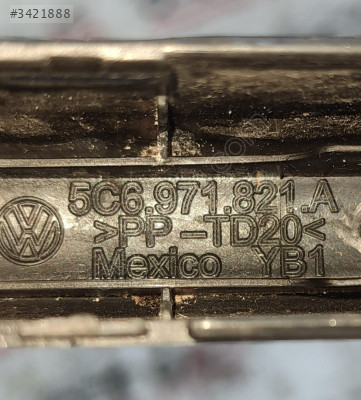 #3421888
5C6.971.821.A
>PP-TD20<
Mexico YB1